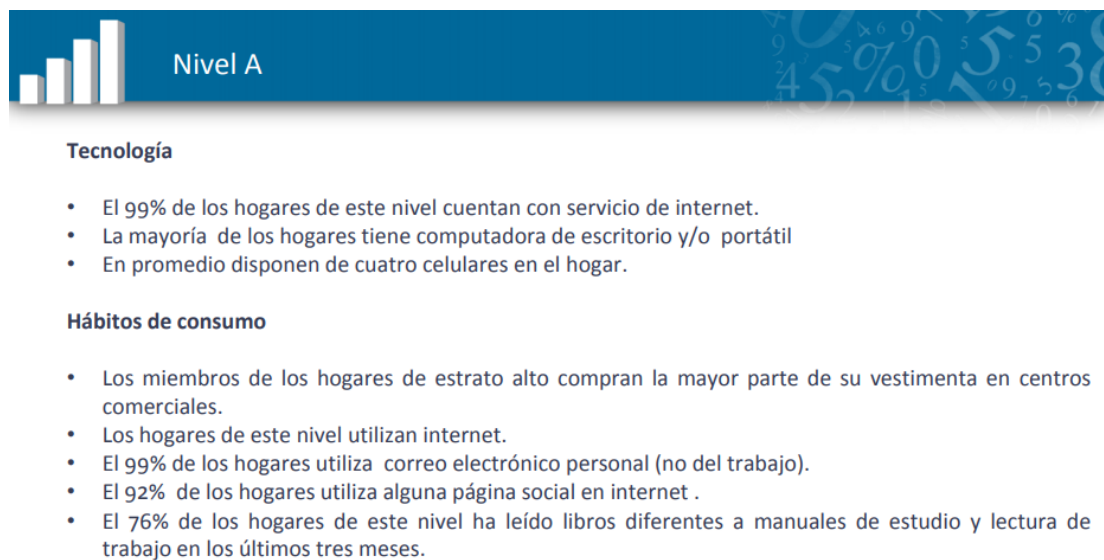 Nivel A
Tecnología
• El 99% de los hogares de este nivel cuentan con servicio de internet.
• La mayoría de los hogares tiene computadora de escritorio y/o portátil
• En promedio disponen de cuatro celulares en el hogar.
Hábitos de consumo
• Los miembros de los hogares de estrato alto compran la mayor parte de su vestimenta en centros
comerciales.
• Los hogares de este nivel utilizan internet.
• El 99% de los hogares utiliza correo electrónico personal (no del trabajo).
• El 92% de los hogares utiliza alguna página social en internet .
• El 76% de los hogares de este nivel ha leído libros diferentes a manuales de estudio y lectura de
trabajo en los últimos tres meses.